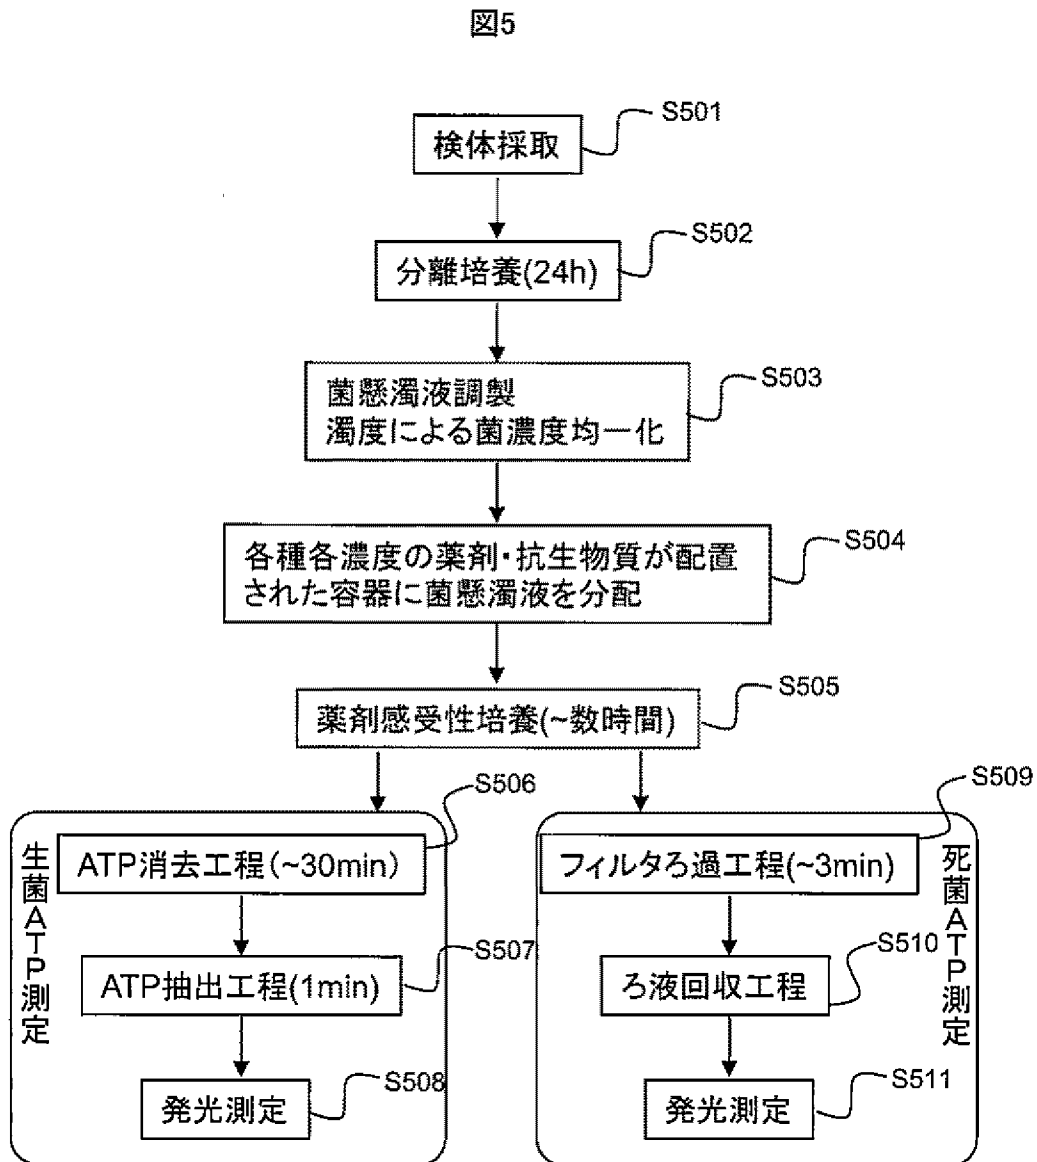 図5
S501
検体採取
S502
分離培養(24h)
S503
菌懸濁液調製
濁度による菌濃度均一化
S504
各種各濃度の薬剤・抗生物質が配置
された容器に菌懸濁液を分配
S505
薬剤感受性培養(~数時間)
生菌ATP測定
S506
ATP消去工程(~30min)
S507
ATP抽出工程(1min)
S508
発光測定
死菌ATP測定
S509
フィルタろ過工程(~3min)
S510
ろ液回収工程
S511
発光測定